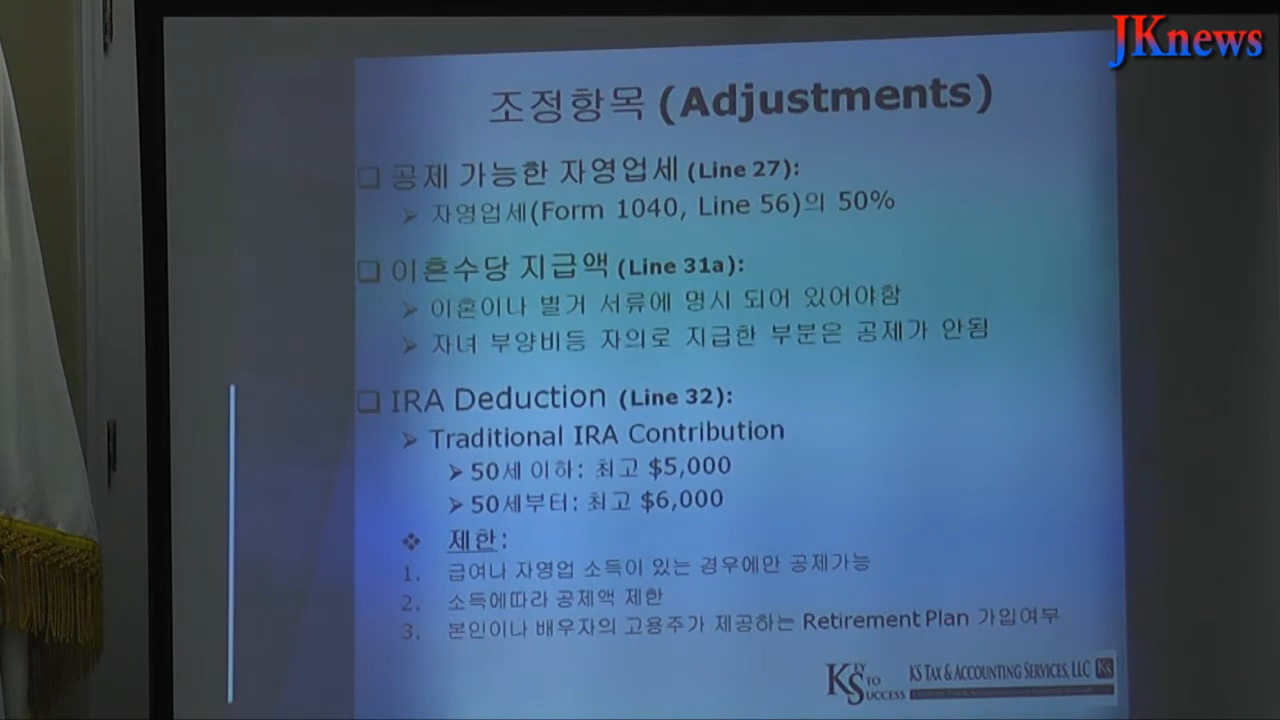 JKnews
조정항목 (Adjustments)
❑ 공제 가능한 자영업세 (Line 27):
➢ 자영업세(Form 1040, Line 56)의 50%
❑ 이혼수당 지급액 (Line 31a):
➢ 이혼이나 별거 서류에 명시 되어 있어야함
➢ 자녀 부양비등 자의로 지급한 부분은 공제가 안됨
❑ IRA Deduction (Line 32):
➢ Traditional IRA Contribution
➢ 50세 이하: 최고 $5,000
➢ 50세부터: 최고 $6,000
❖ 제한:
1. 급여나 자영업 소득이 있는 경우에만 공제가능
2. 소득에따라 공제액 제한
3. 본인이나 배우자의 고용주가 제공하는 Retirement Plan 가입여부
KEY TO SUCCESS
KS TAX & ACCOUNTING SERVICES, LLC KS